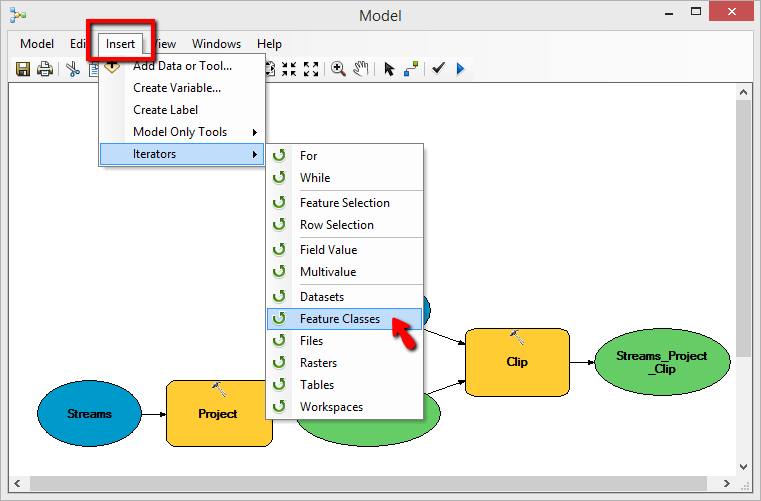 Model
Model Edi Insert View Windows Help
Add Data or Tool...
Create Variable...
Create Label
Model Only Tools
Iterators
For
While
Feature Selection
Row Selection
Field Value
Multivalue
Datasets
Feature Classes
Files
Rasters
Tables
Workspaces
Streams
Project
Clip
Streams_Project
_Clip